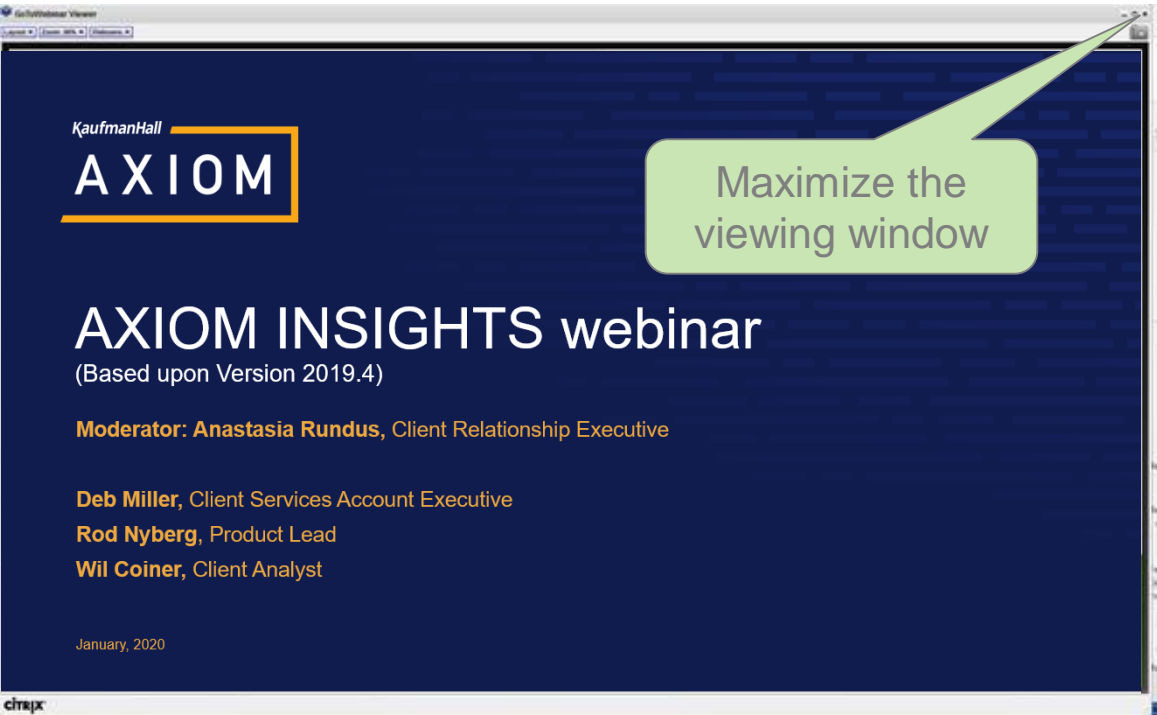 GoToWebinar Viewer
KaufmanHall
AXIOM
Maximize the
viewing window
AXIOM INSIGHTS webinar
(Based upon Version 2019.4)
Moderator: Anastasia Rundus, Client Relationship Executive
Deb Miller, Client Services Account Executive
Rod Nyberg, Product Lead
Wil Coiner, Client Analyst
January, 2020
citrix